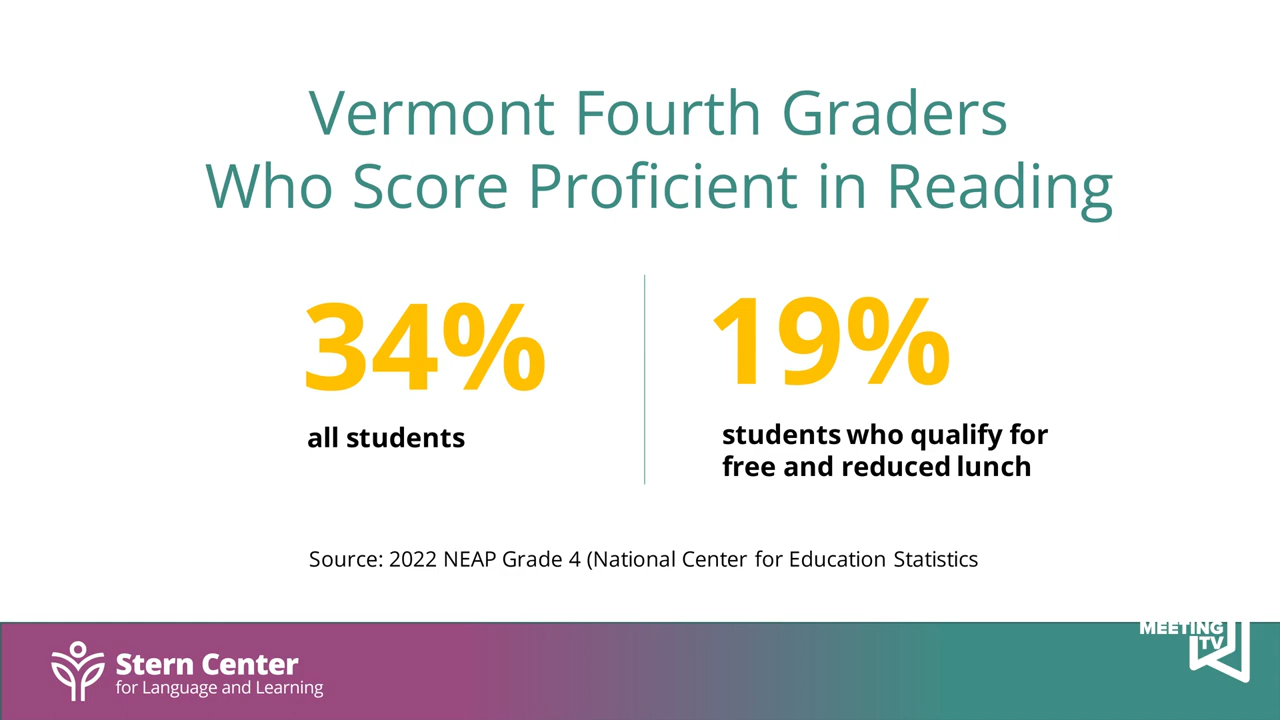 Vermont Fourth Graders
Who Score Proficient in Reading
34%
all students
19%
students who qualify for
free and reduced lunch
Source: 2022 NEAP Grade 4 (National Center for Education Statistics
Stern Center
for Language and Learning
MEETING
TV